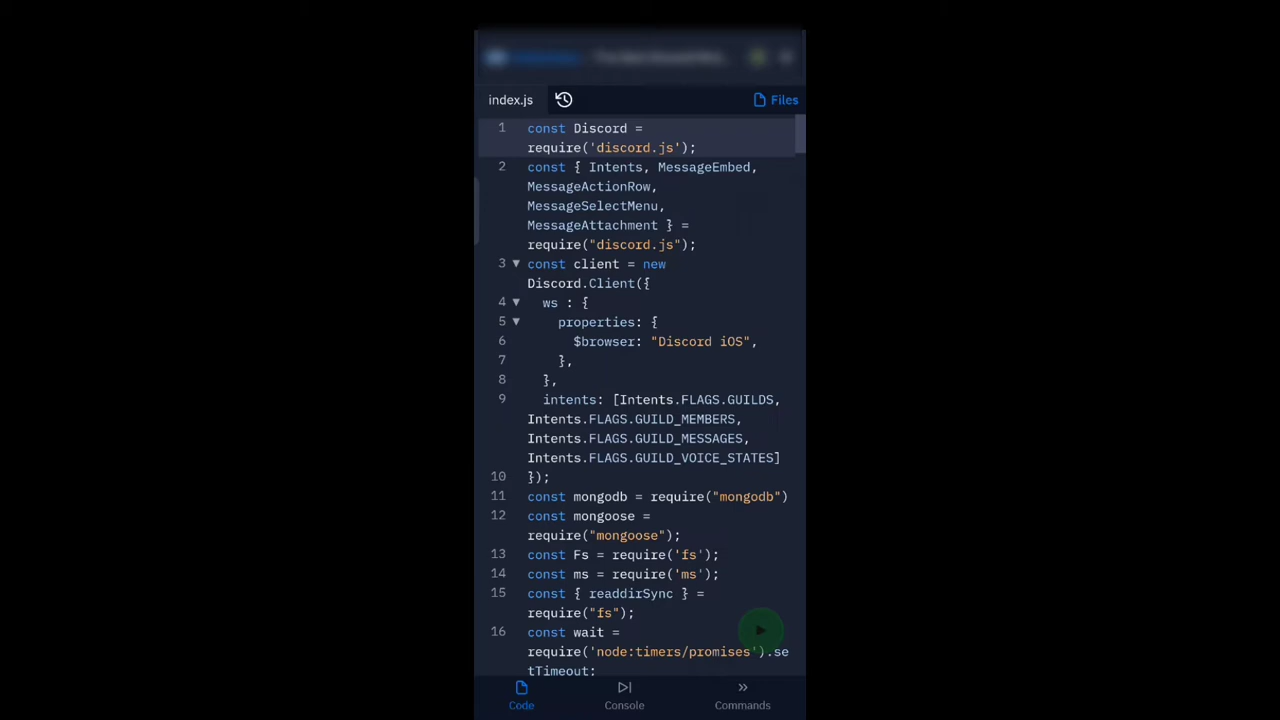 index.js
Files
1 const Discord =
require('discord.js');
2 const { Intents, MessageEmbed,
MessageActionRow,
MessageSelectMenu,
MessageAttachment } =
require("discord.js");
3 const client = new
Discord.Client({
4 ws : {
5 properties: {
6 $browser: "Discord iOS",
7 },
8 },
9 intents: [Intents.FLAGS.GUILDS,
Intents.FLAGS.GUILD_MEMBERS,
Intents.FLAGS.GUILD_MESSAGES,
Intents.FLAGS.GUILD_VOICE_STATES]
10 });
11 const mongodb = require("mongodb")
12 const mongoose =
require("mongoose");
13 const Fs = require('fs');
14 const ms = require('ms');
15 const { readdirSync } =
require("fs");
16 const wait =
require('node:timers/promises').se
tTimeout;
Code
Console
Commands